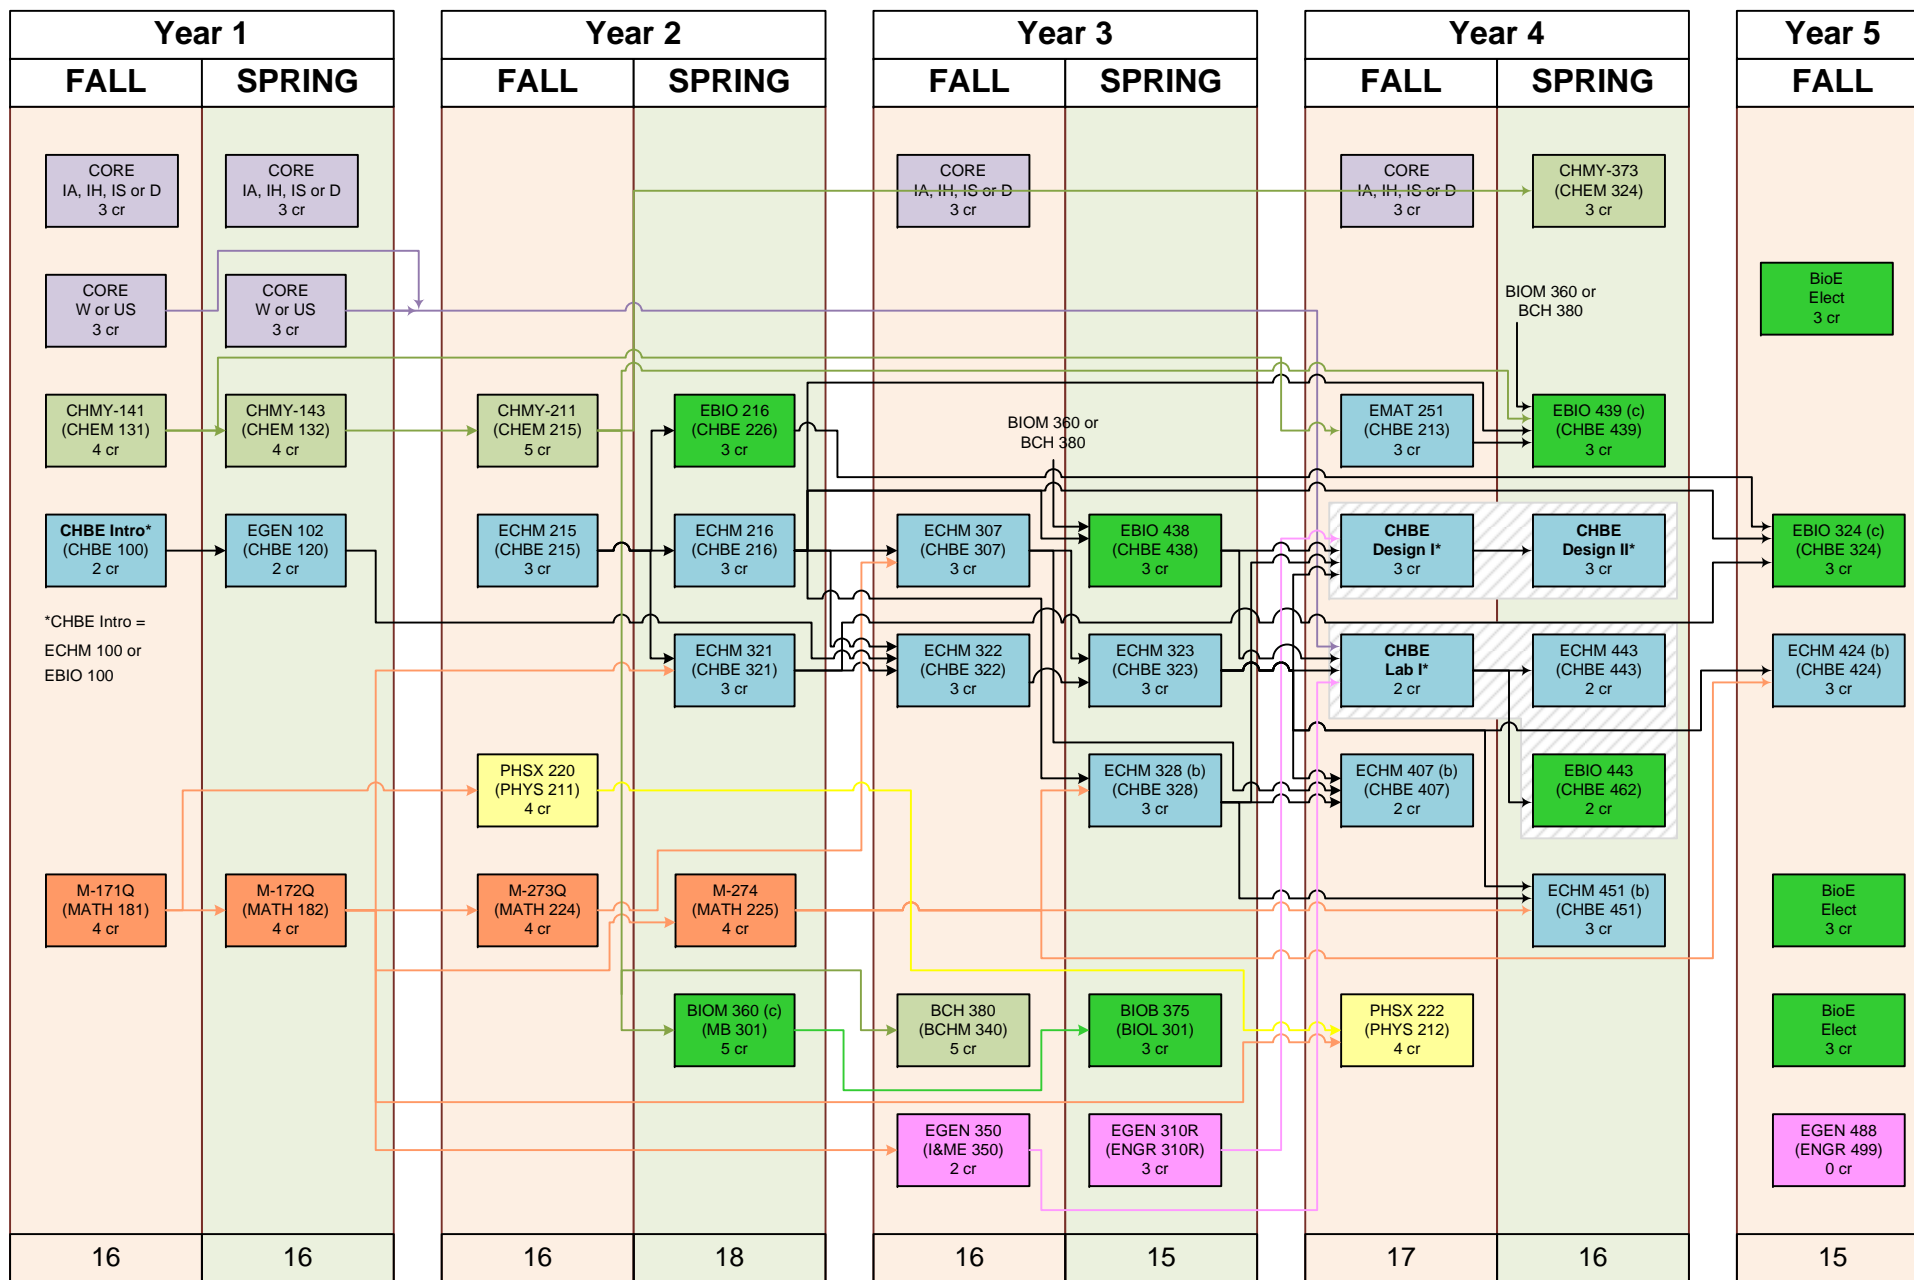 Year 1
Year 2
Year 3
Year 4
Year 5
FALL
SPRING
FALL
SPRING
FALL
SPRING
FALL
SPRING
FALL
CORE
IA, IH, IS or D
3 cr
CORE
IA, IH, IS or D
3 cr
CORE
IA, IH, IS or D
3 cr
CORE
IA, IH, IS or D
3 cr
CHMY-373
(CHEM 324)
3 cr
CORE
W or US
3 cr
CORE
W or US
3 cr
BIOM 360 or
BCH 380
BioE
Elect
3 cr
CHMY-141
(CHEM 131)
4 cr
CHMY-143
(CHEM 132)
4 cr
CHMY-211
(CHEM 215)
5 cr
EBIO 216
(CHBE 226)
3 cr
BIOM 360 or
BCH 380
EMAT 251
(CHBE 213)
3 cr
EBIO 439 (c)
(CHBE 439)
3 cr
CHBE Intro*
(CHBE 100)
2 cr
EGEN 102
(CHBE 120)
2 cr
ECHM 215
(CHBE 215)
3 cr
ECHM 216
(CHBE 216)
3 cr
ECHM 307
(CHBE 307)
3 cr
EBIO 438
(CHBE 438)
3 cr
CHBE
Design I*
3 cr
CHBE
Design II*
3 cr
EBIO 324 (c)
(CHBE 324)
3 cr
*CHBE Intro =
ECHM 100 or
EBIO 100
ECHM 321
(CHBE 321)
3 cr
ECHM 322
(CHBE 322)
3 cr
ECHM 323
(CHBE 323)
3 cr
CHBE
Lab I*
2 cr
ECHM 443
(CHBE 443)
2 cr
ECHM 424 (b)
(CHBE 424)
3 cr
PHSX 220
(PHYS 211)
4 cr
ECHM 328 (b)
(CHBE 328)
3 cr
ECHM 407 (b)
(CHBE 407)
2 cr
EBIO 443
(CHBE 462)
2 cr
M-171Q
(MATH 181)
4 cr
M-172Q
(MATH 182)
4 cr
M-273Q
(MATH 224)
4 cr
M-274
(MATH 225)
4 cr
ECHM 451 (b)
(CHBE 451)
3 cr
BioE
Elect
3 cr
BIOM 360 (c)
(MB 301)
5 cr
BCH 380
(BCHM 340)
5 cr
BIOB 375
(BIOL 301)
3 cr
PHSX 222
(PHYS 212)
4 cr
BioE
Elect
3 cr
EGEN 350
(I&ME 350)
2 cr
EGEN 310R
(ENGR 310R)
3 cr
EGEN 488
(ENGR 499)
0 cr
16
16
16
18
16
15
17
16
15